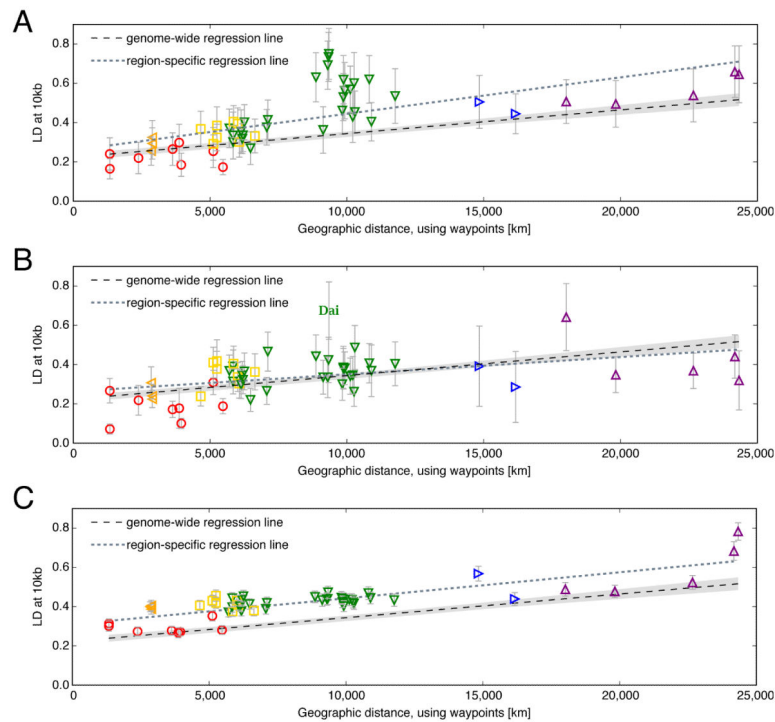 A
LD at 10kb
0.8
0.6
0.4
0.2
0.0
genome-wide regression line
region-specific regression line
0
5,000
10,000
15,000
20,000
25,000
Geographic distance, using waypoints [km]
B
LD at 10kb
0.8
0.6
0.4
0.2
0.0
genome-wide regression line
region-specific regression line
Dai
0
5,000
10,000
15,000
20,000
25,000
Geographic distance, using waypoints [km]
C
LD at 10kb
0.8
0.6
0.4
0.2
0.0
genome-wide regression line
region-specific regression line
0
5,000
10,000
15,000
20,000
25,000
Geographic distance, using waypoints [km]